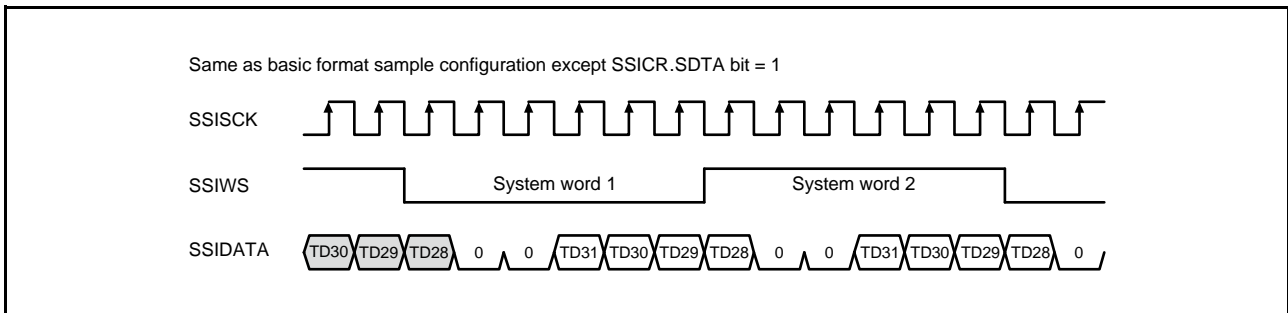 Same as basic format sample configuration except SSICR.SDTA bit = 1
SSISCK
SSIWS System word 1 System word 2
SSIDATA TD30 TD29 TD28 0 0 TD31 TD30 TD29 TD28 0 0 TD31 TD30 TD29 TD28 0